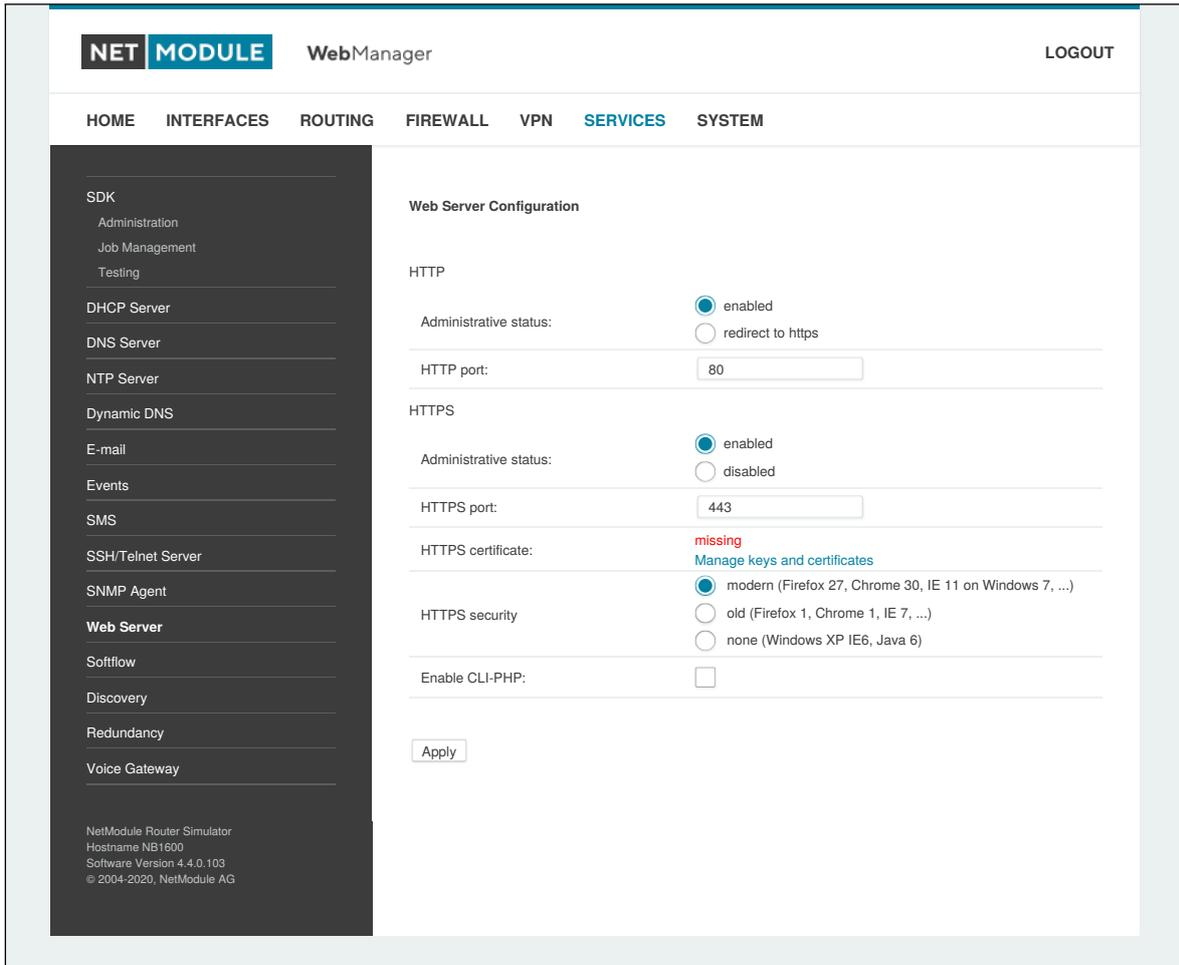 NET MODULE WebManager LOGOUT
HOME INTERFACES ROUTING FIREWALL VPN SERVICES SYSTEM
SDK
Administration
Job Management
Testing
DHCP Server
DNS Server
NTP Server
Dynamic DNS
E-mail
Events
SMS
SSH/Telnet Server
SNMP Agent
Web Server
Softflow
Discovery
Redundancy
Voice Gateway
NetModule Router Simulator
Hostname NB1600
Software Version 4.4.0.103
© 2004-2020, NetModule AG
Web Server Configuration
HTTP
Administrative status:
enabled
redirect to https
HTTP port: 80
HTTPS
Administrative status:
enabled
disabled
HTTPS port: 443
HTTPS certificate:
missing
Manage keys and certificates
HTTPS security
modern (Firefox 27, Chrome 30, IE 11 on Windows 7, ...)
old (Firefox 1, Chrome 1, IE 7, ...)
none (Windows XP IE6, Java 6)
Enable CLI-PHP:
Apply